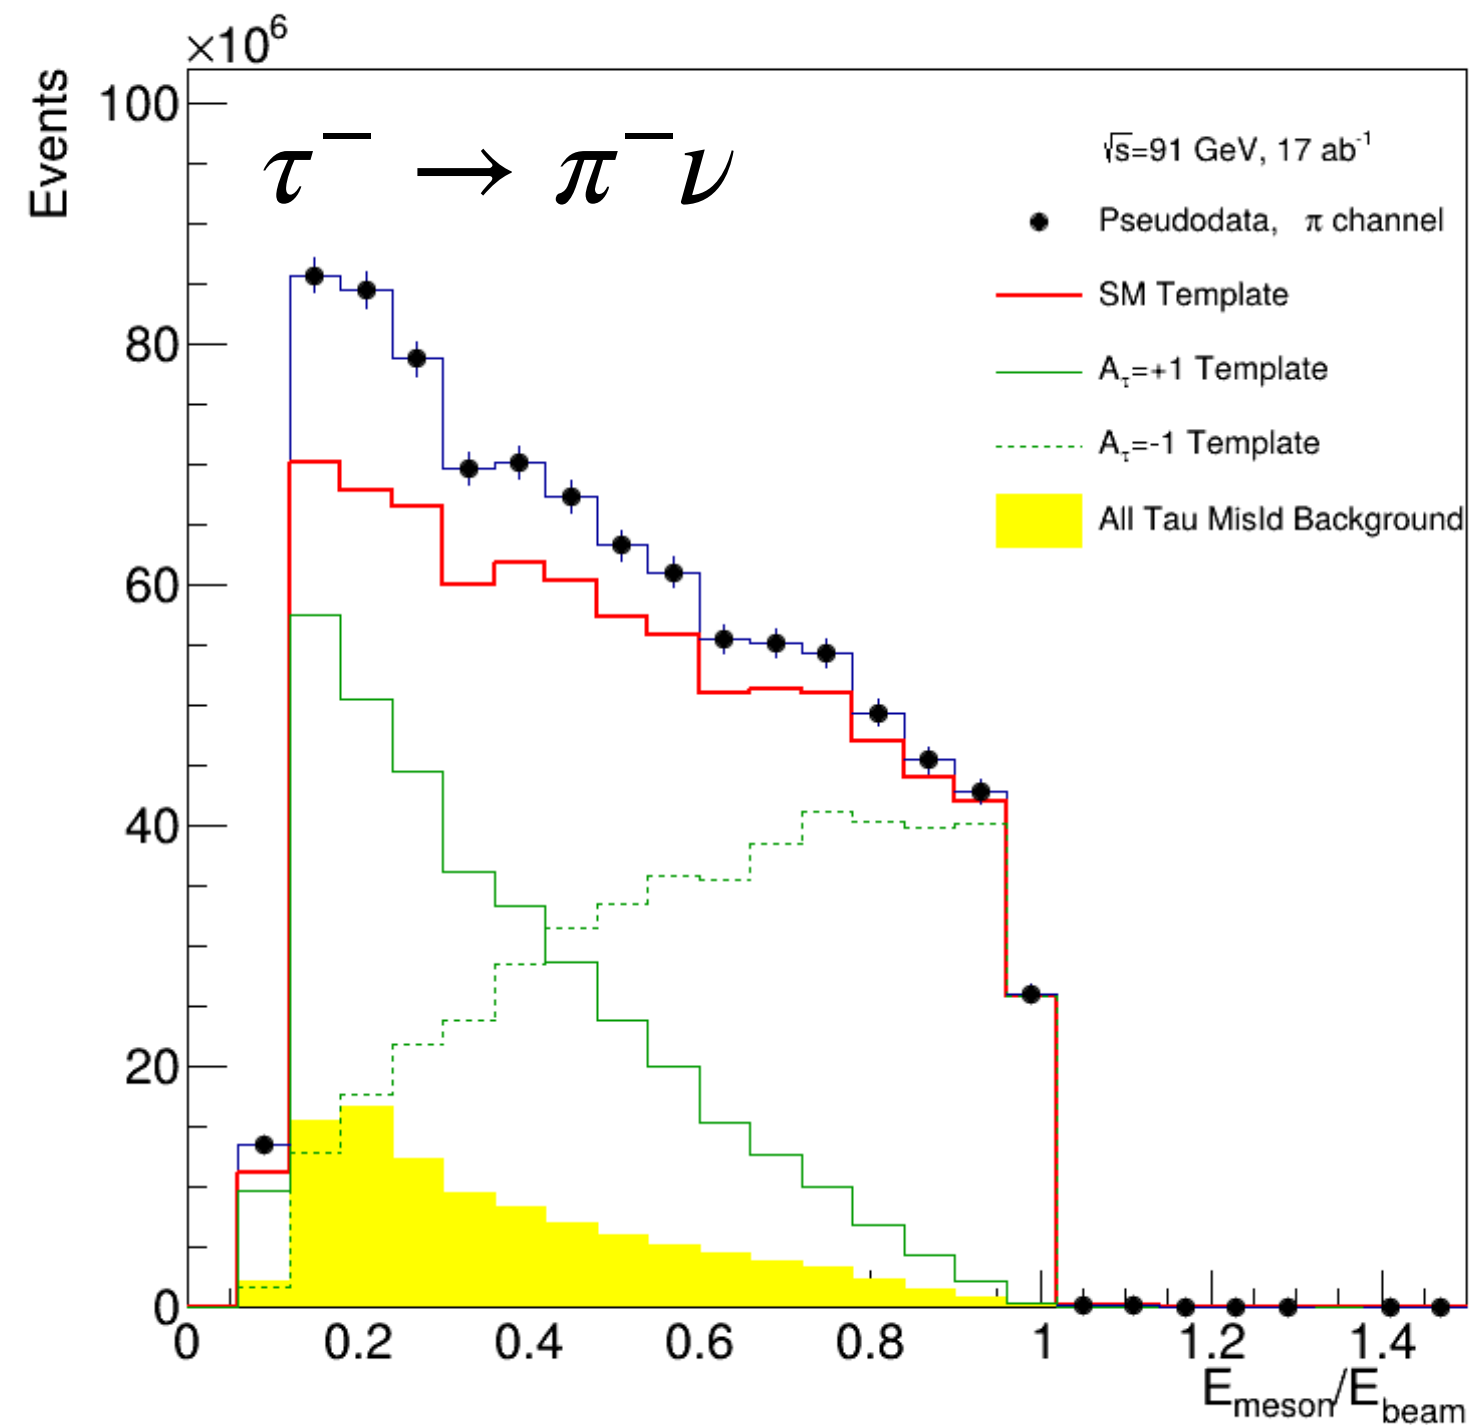 ×10⁶
Events
100
80
60
40
20
0
τ⁻ → π⁻ν
√s=91 GeV, 17 ab⁻¹
Pseudodata, π channel
SM Template
A_τ=+1 Template
A_τ=-1 Template
All Tau MisId Background
0 0.2 0.4 0.6 0.8 1 1.2 1.4
E_meson/E_beam